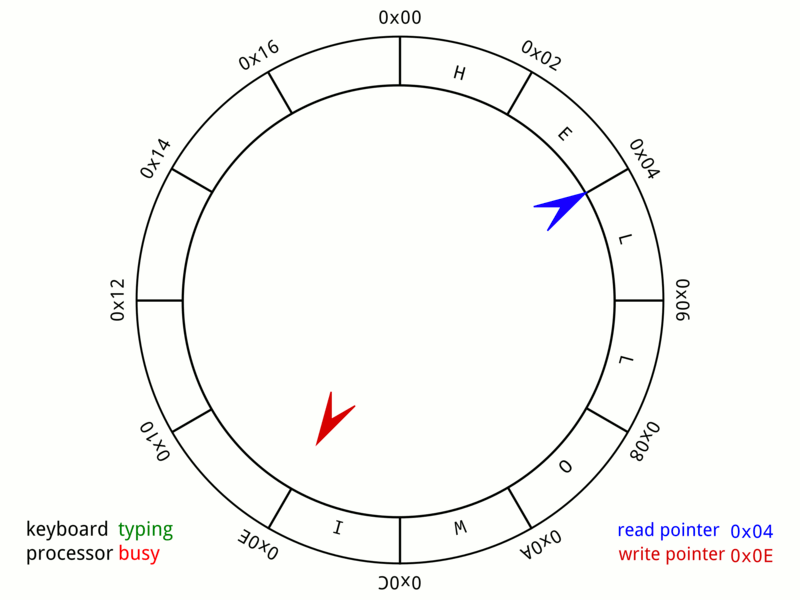 0x00
0x02
0x04
0x06
0x08
0x0A
0x0C
0x0E
0x10
0x12
0x14
0x16
H
E
L
L
O
W
I
keyboard typing
processor busy
read pointer 0x04
write pointer 0x0E